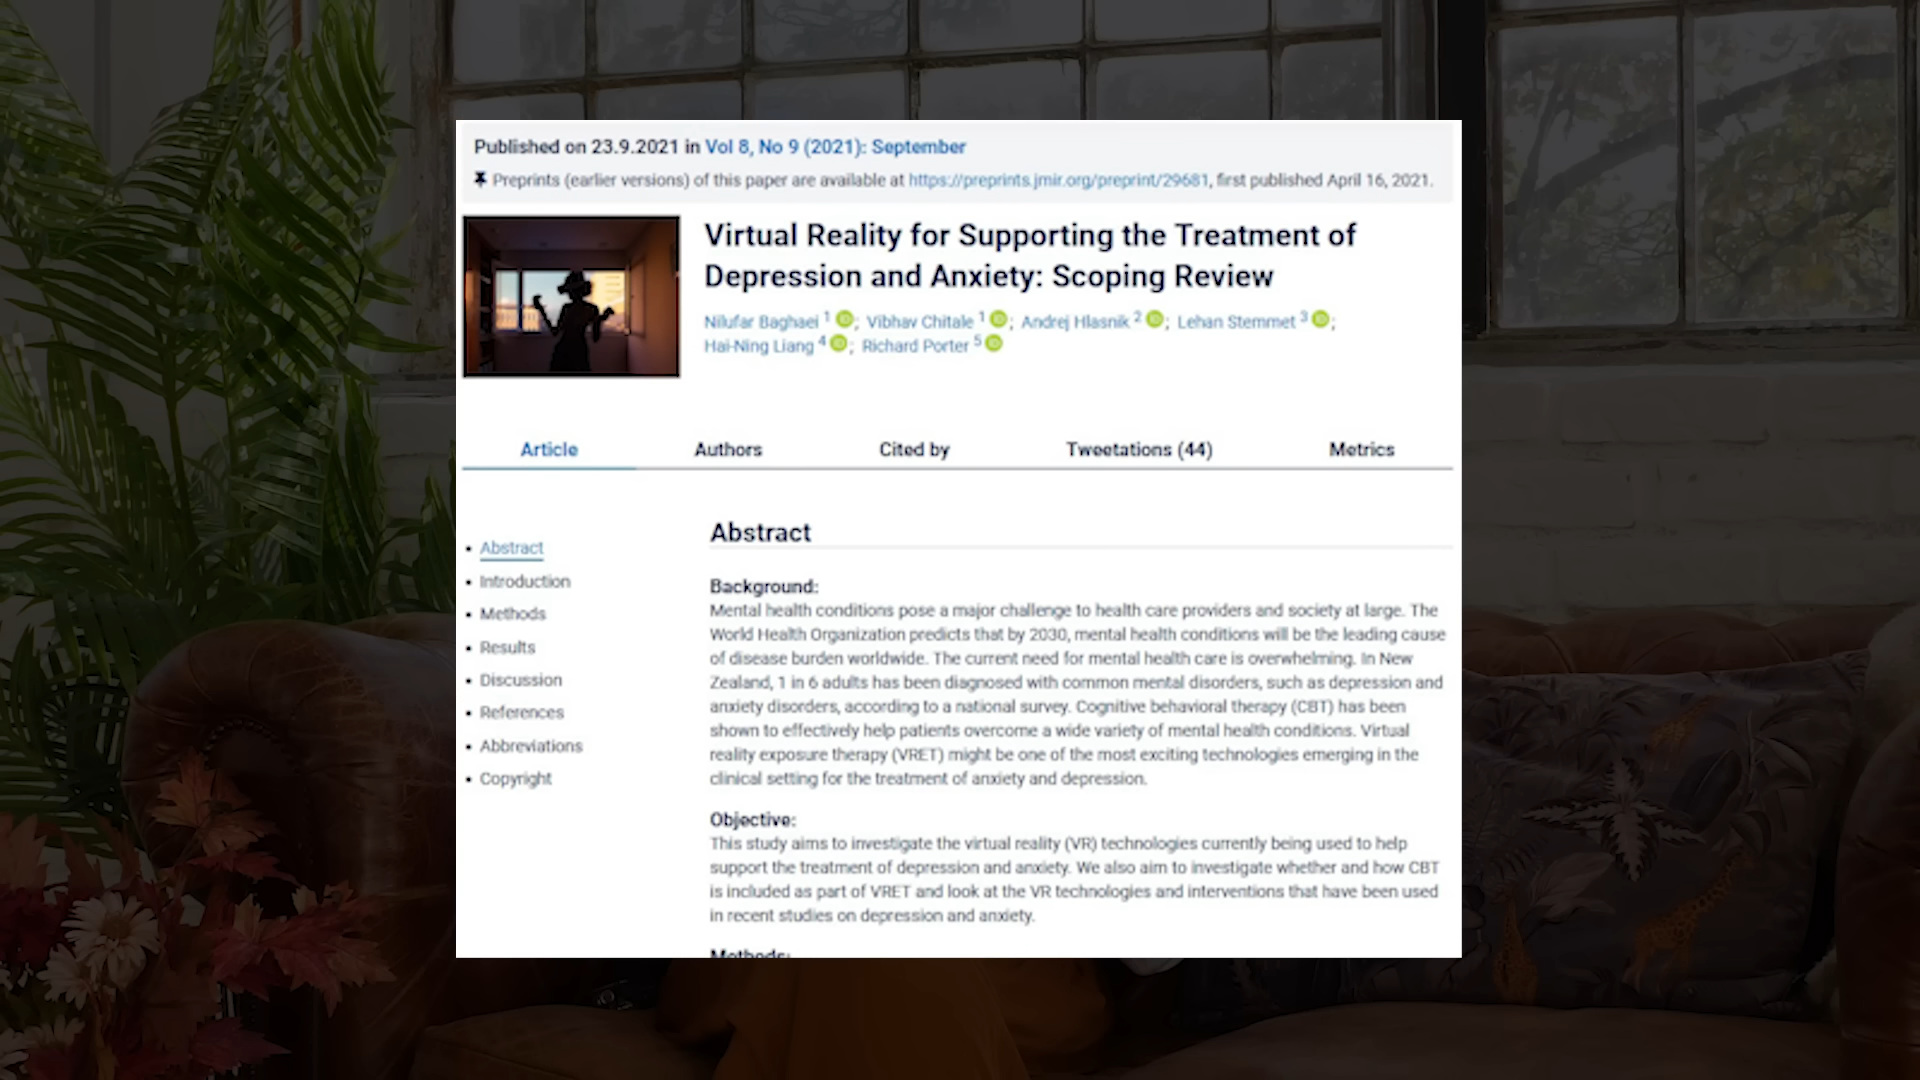 Published on 23.9.2021 in Vol 8, No 9 (2021): September
Preprints (earlier versions) of this paper are available at https://preprints.jmir.org/preprint/29681, first published April 16, 2021.
Virtual Reality for Supporting the Treatment of
Depression and Anxiety: Scoping Review
Nilufar Baghaei 1 iD; Vibhav Chitale 1 iD; Andrej Hlasnik 2 iD; Lehan Stemmet 3 iD;
Hai-Ning Liang 4 iD; Richard Porter 5 iD
Article Authors Cited by Tweetations (44) Metrics
• Abstract
• Introduction
• Methods
• Results
• Discussion
• References
• Abbreviations
• Copyright
Abstract
Background:
Mental health conditions pose a major challenge to health care providers and society at large. The
World Health Organization predicts that by 2030, mental health conditions will be the leading cause
of disease burden worldwide. The current need for mental health care is overwhelming. In New
Zealand, 1 in 6 adults has been diagnosed with common mental disorders, such as depression and
anxiety disorders, according to a national survey. Cognitive behavioral therapy (CBT) has been
shown to effectively help patients overcome a wide variety of mental health conditions. Virtual
reality exposure therapy (VRET) might be one of the most exciting technologies emerging in the
clinical setting for the treatment of anxiety and depression.
Objective:
This study aims to investigate the virtual reality (VR) technologies currently being used to help
support the treatment of depression and anxiety. We also aim to investigate whether and how CBT
is included as part of VRET and look at the VR technologies and interventions that have been used
in recent studies on depression and anxiety.
Methods: